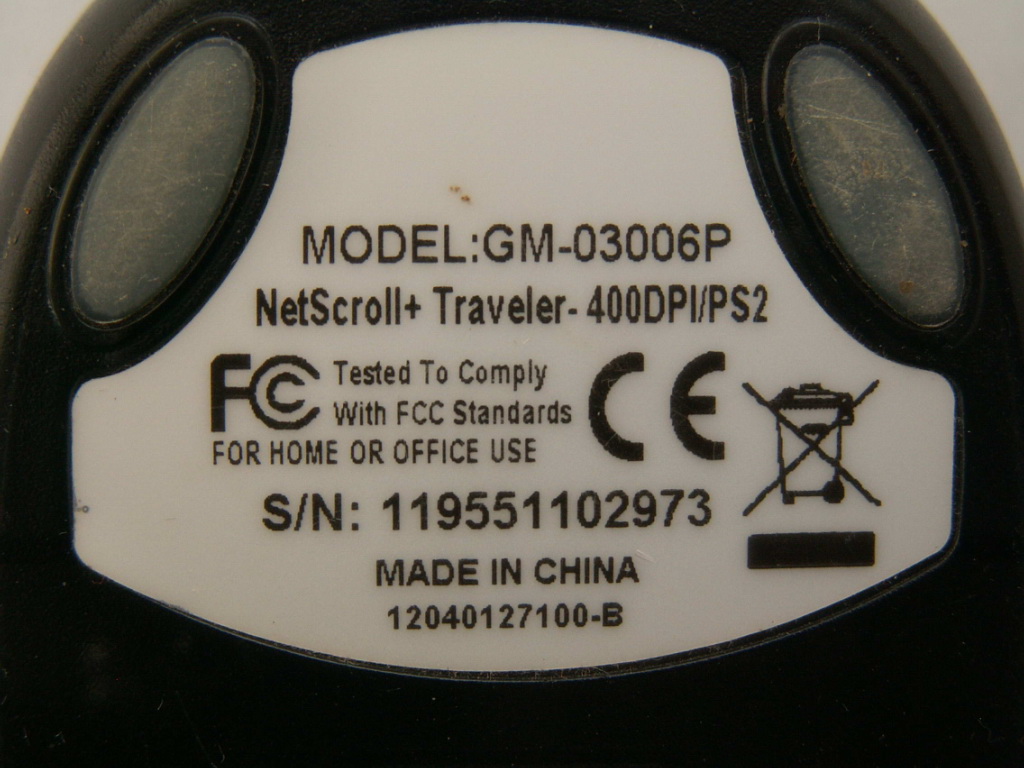 MODEL:GM-03006P
NetScroll+ Traveler- 400DPI/PS2
FC Tested To Comply
With FCC Standards
FOR HOME OR OFFICE USE
CE
S/N: 119551102973
MADE IN CHINA
12040127100-B